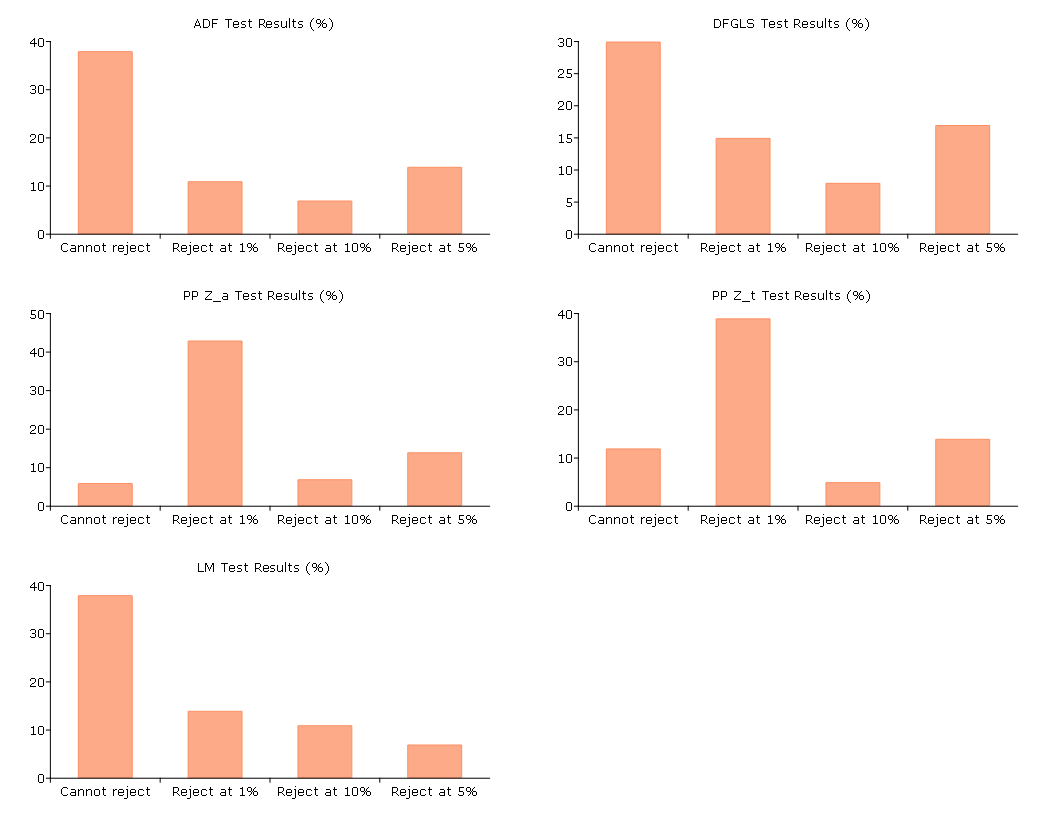 ADF Test Results (%)
40
30
20
10
0
Cannot reject Reject at 1% Reject at 10% Reject at 5%
DFGLS Test Results (%)
30
25
20
15
10
5
0
Cannot reject Reject at 1% Reject at 10% Reject at 5%
PP Z_a Test Results (%)
50
40
30
20
10
0
Cannot reject Reject at 1% Reject at 10% Reject at 5%
PP Z_t Test Results (%)
40
30
20
10
0
Cannot reject Reject at 1% Reject at 10% Reject at 5%
LM Test Results (%)
40
30
20
10
0
Cannot reject Reject at 1% Reject at 10% Reject at 5%